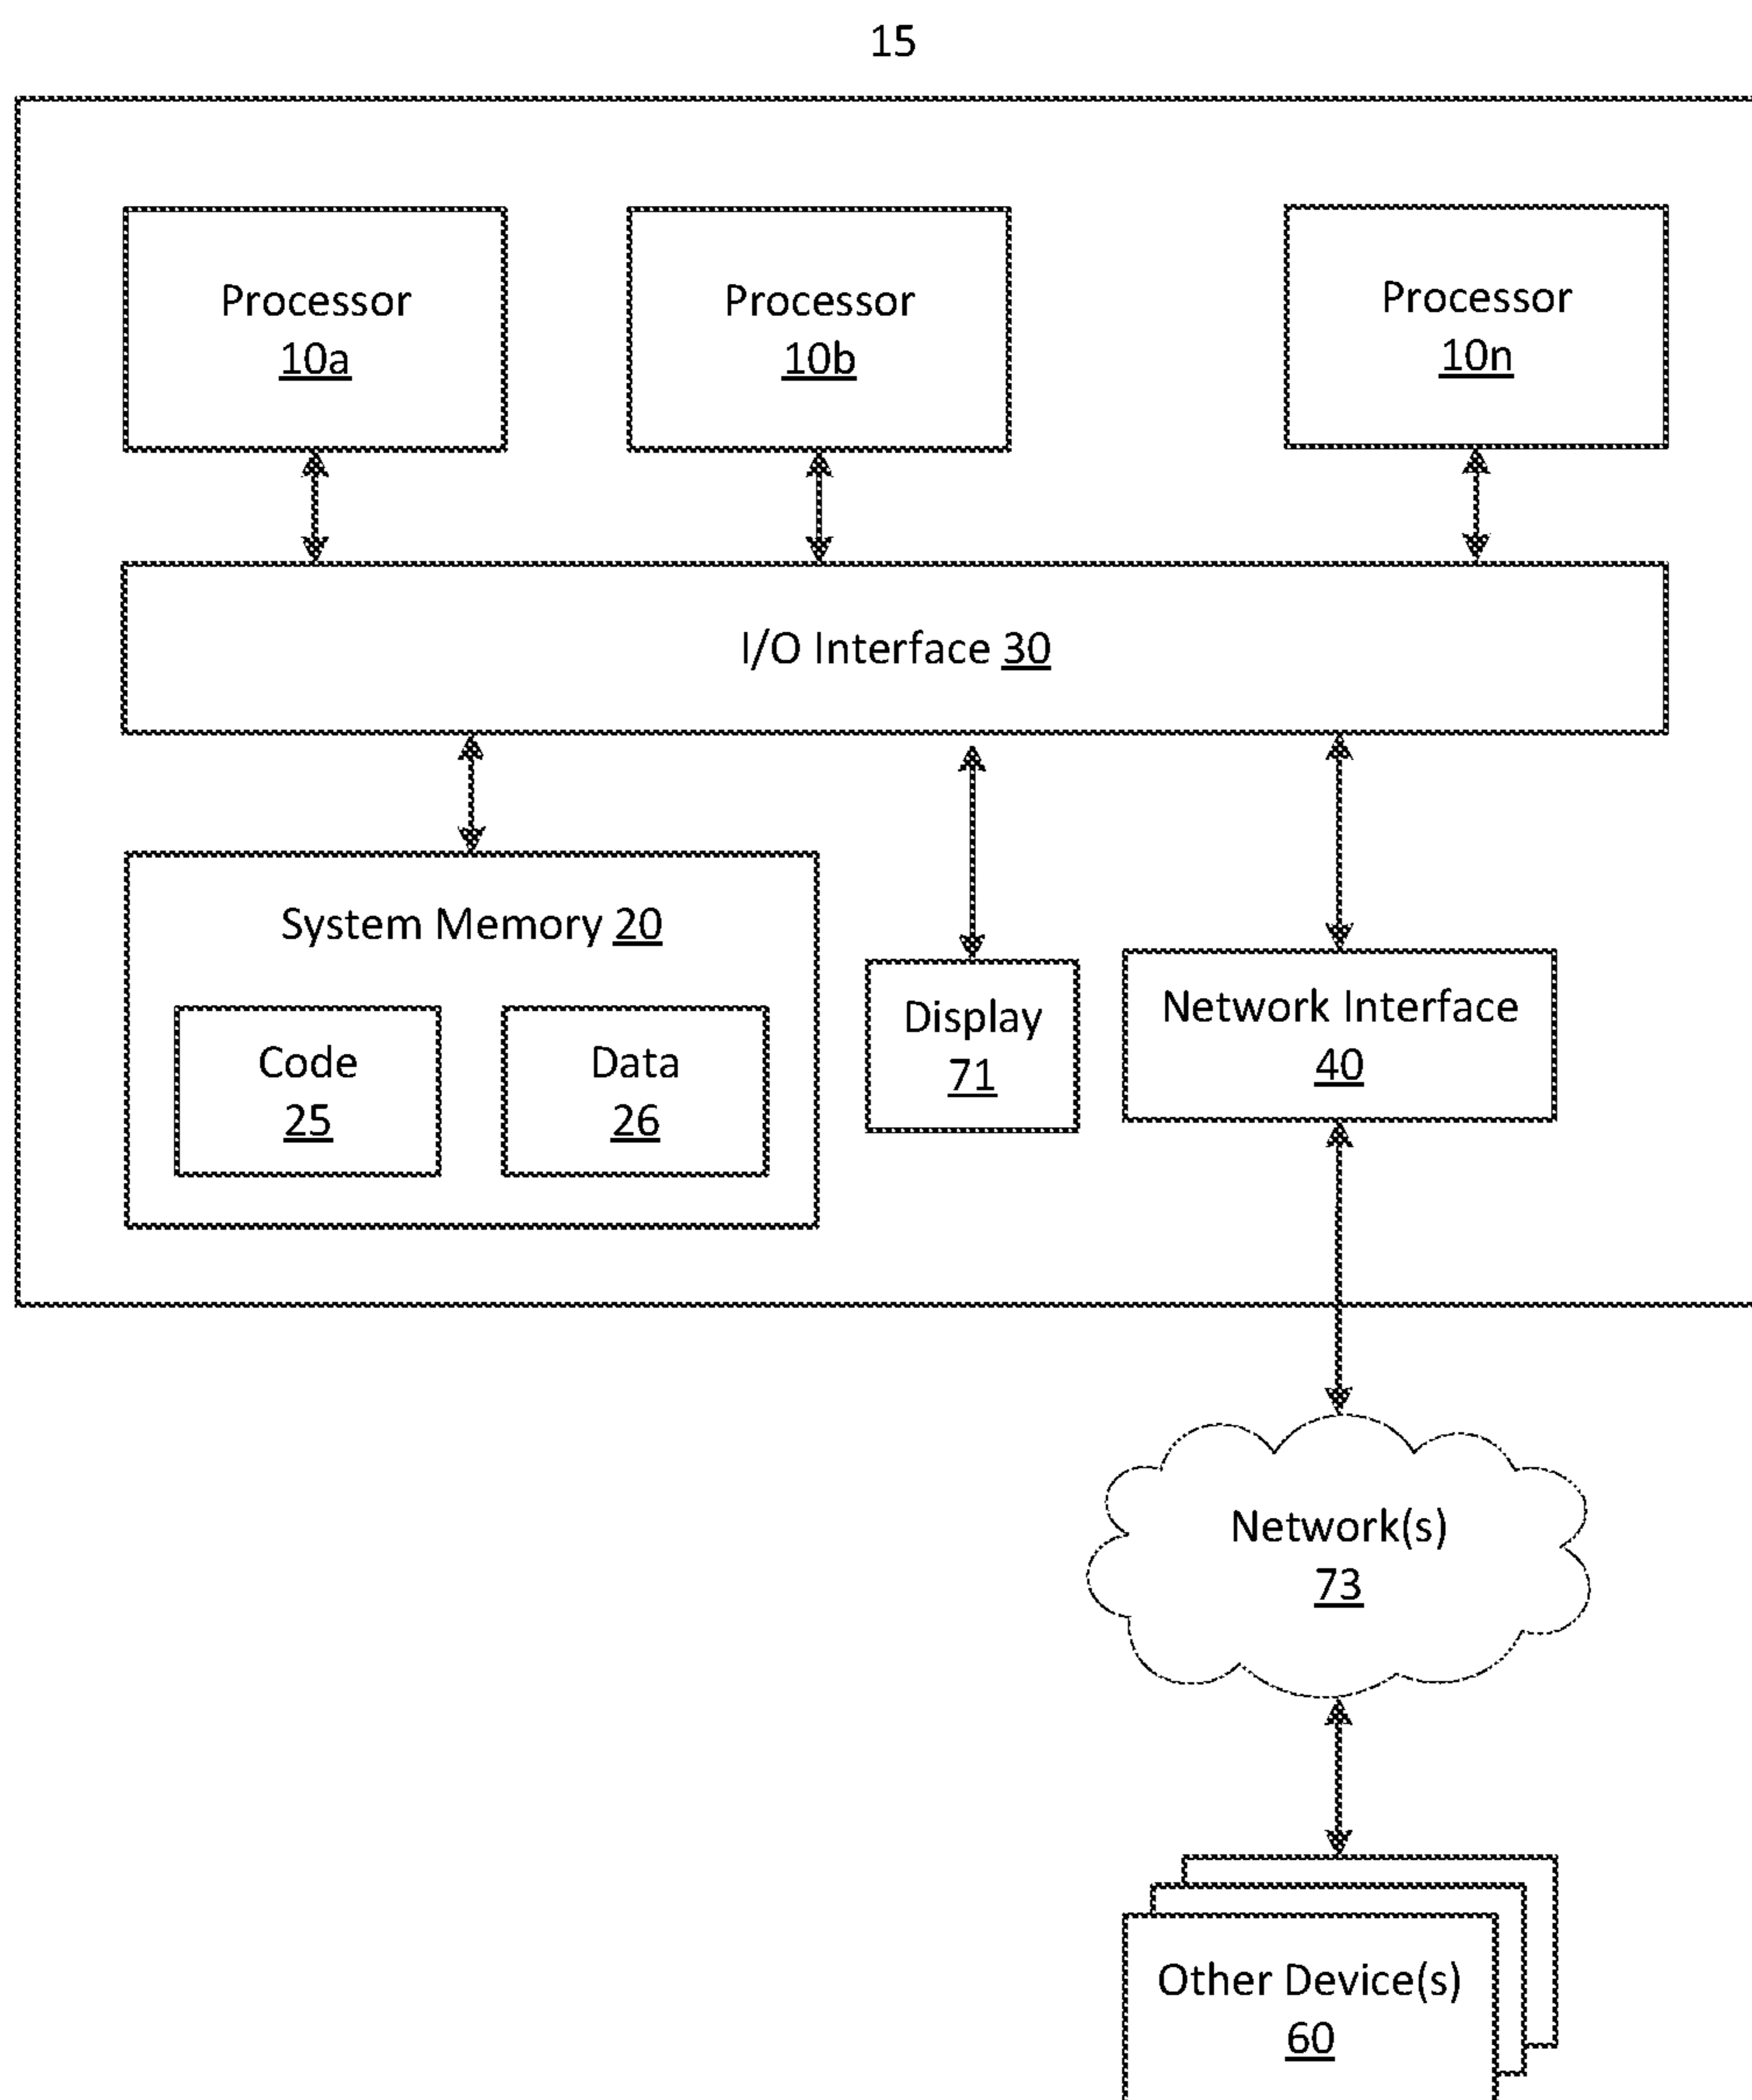 15
Processor
10a
Processor
10b
Processor
10n
I/O Interface 30
System Memory 20
Code
25
Data
26
Display
71
Network Interface
40
Network(s)
73
Other Device(s)
60